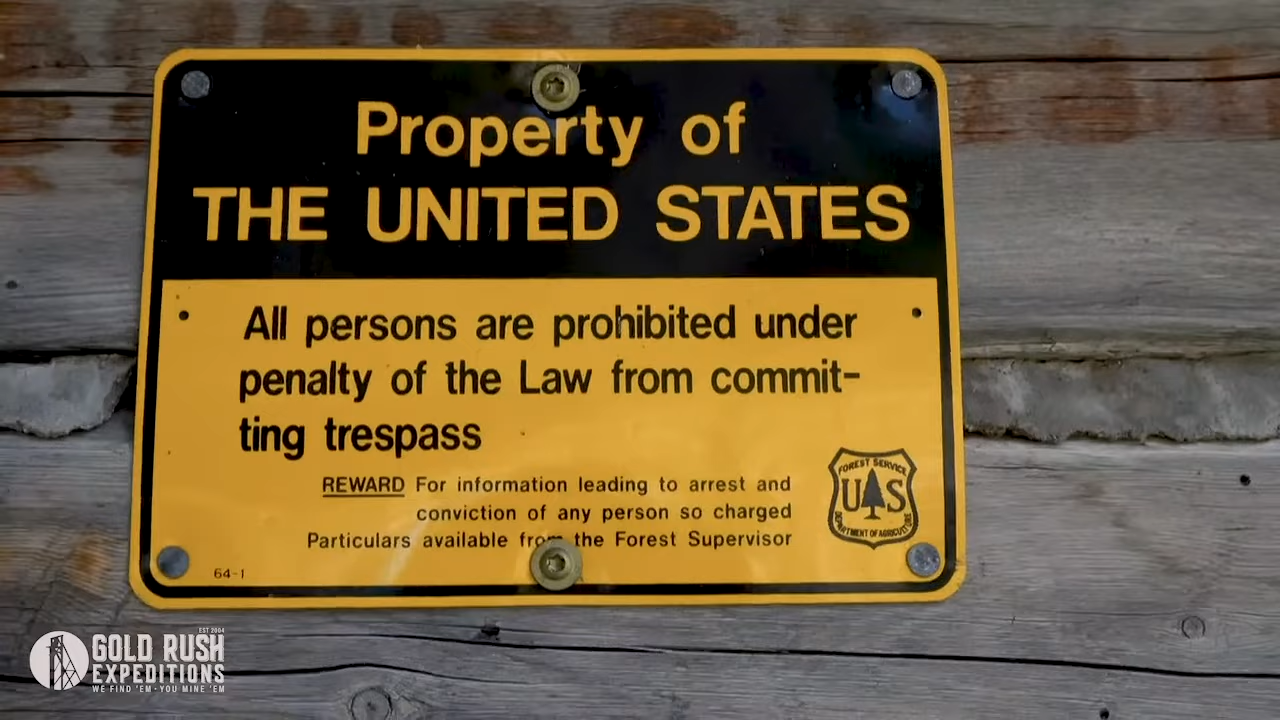 Property of
THE UNITED STATES
All persons are prohibited under
penalty of the Law from commit-
ting trespass
REWARD For information leading to arrest and
conviction of any person so charged
Particulars available from the Forest Supervisor
FOREST SERVICE
U S
DEPARTMENT OF AGRICULTURE
64-1
EST 2004
GOLD RUSH
EXPEDITIONS
WE FIND 'EM - YOU MINE 'EM